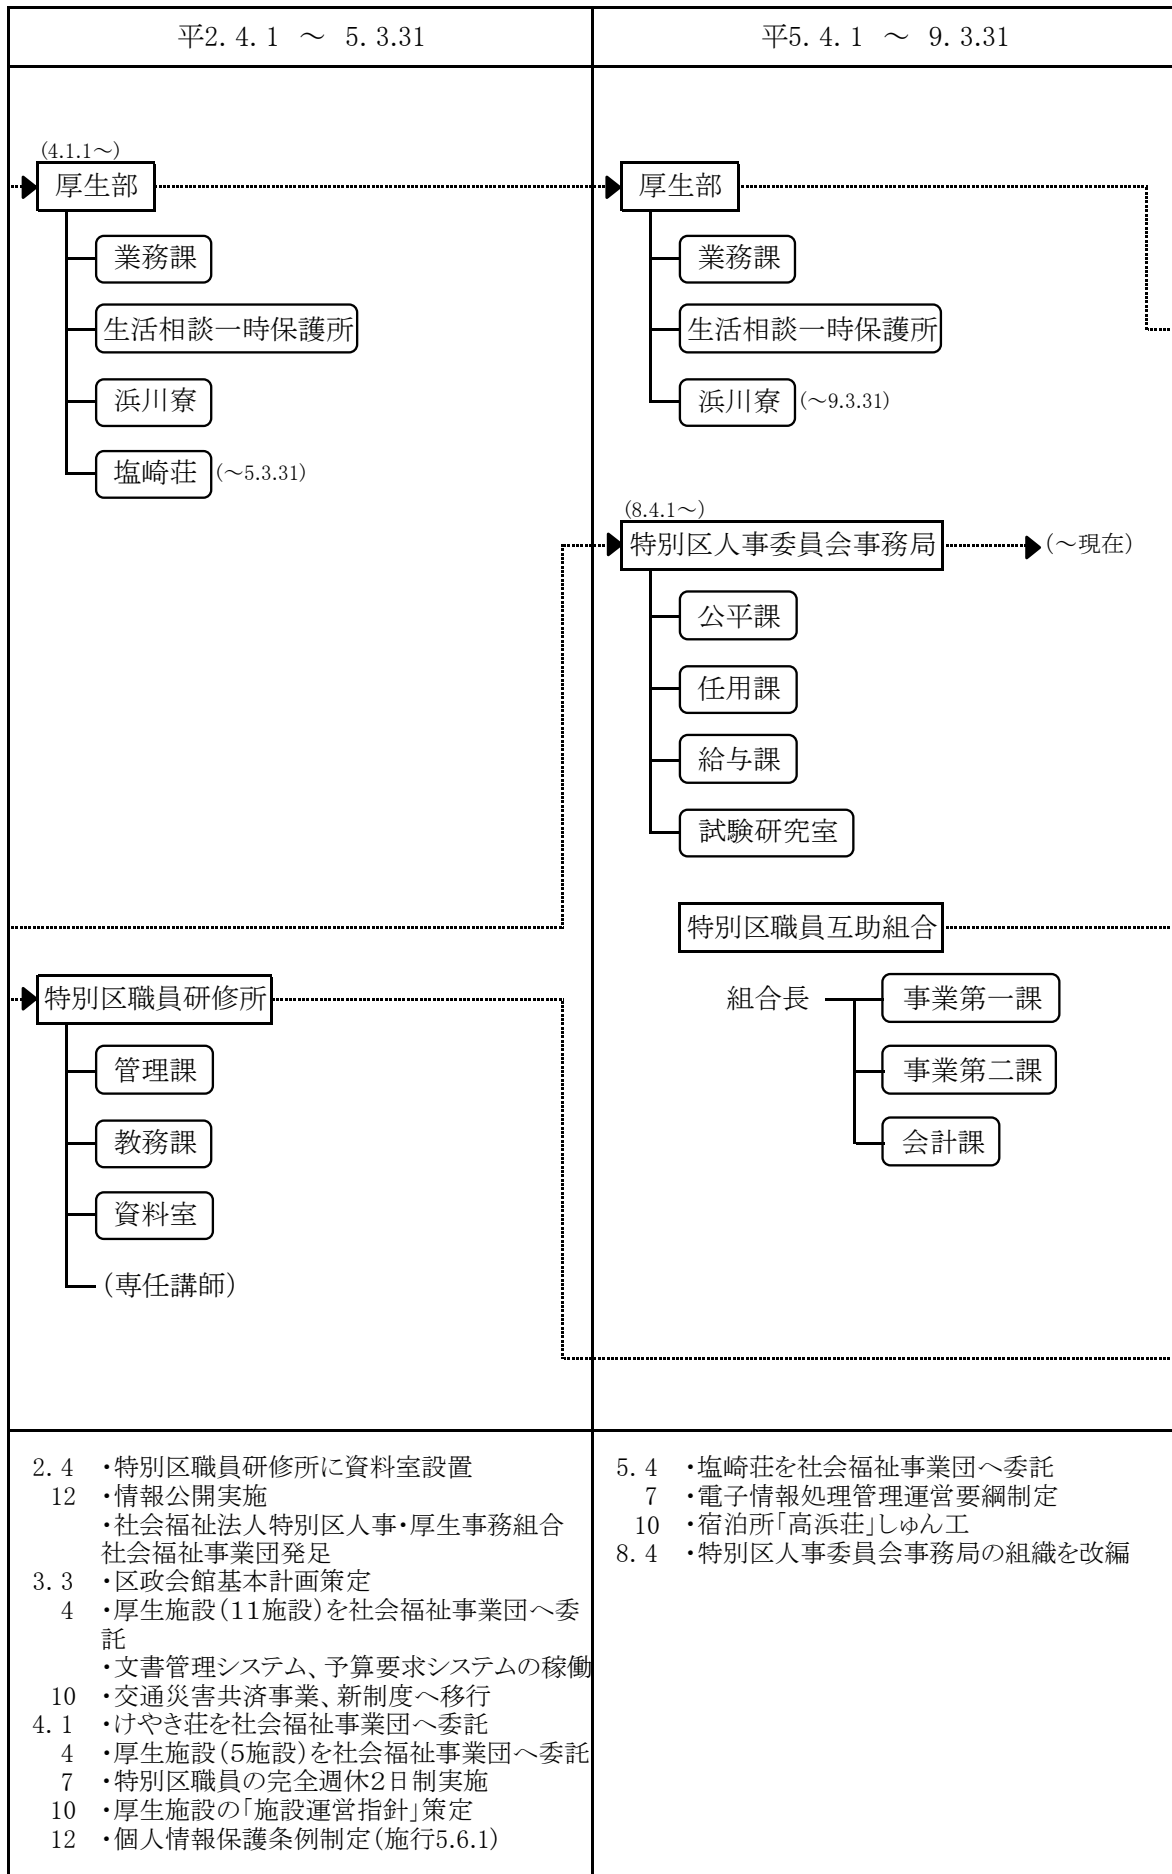 平2. 4. 1 ～ 5. 3.31
平5. 4. 1 ～ 9. 3.31
(4.1.1～)
厚生部
業務課
生活相談一時保護所
浜川寮
塩崎荘 (～5.3.31)
特別区職員研修所
管理課
教務課
資料室
(専任講師)
厚生部
業務課
生活相談一時保護所
浜川寮 (～9.3.31)
(8.4.1～)
特別区人事委員会事務局 (～現在)
公平課
任用課
給与課
試験研究室
特別区職員互助組合
組合長 事業第一課
事業第二課
会計課
2. 4 ・特別区職員研修所に資料室設置
12 ・情報公開実施
・社会福祉法人特別区人事・厚生事務組合
社会福祉事業団発足
3. 3 ・区政会館基本計画策定
4 ・厚生施設(11施設)を社会福祉事業団へ委
託
・文書管理システム、予算要求システムの稼働
10 ・交通災害共済事業、新制度へ移行
4. 1 ・けやき荘を社会福祉事業団へ委託
4 ・厚生施設(5施設)を社会福祉事業団へ委託
7 ・特別区職員の完全週休2日制実施
10 ・厚生施設の「施設運営指針」策定
12 ・個人情報保護条例制定(施行5.6.1)
5. 4 ・塩崎荘を社会福祉事業団へ委託
7 ・電子情報処理管理運営要綱制定
10 ・宿泊所「高浜荘」しゅん工
8. 4 ・特別区人事委員会事務局の組織を改編